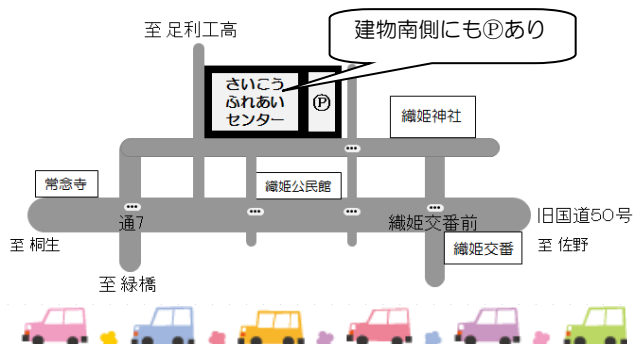 至 足利工高
建物南側にもⓅあり
さいこう
ふれあい
センター
Ⓟ
織姫神社
常念寺
織姫公民館
通7
織姫交番前
旧国道50号
至 桐生
織姫交番
至 佐野
至 緑橋